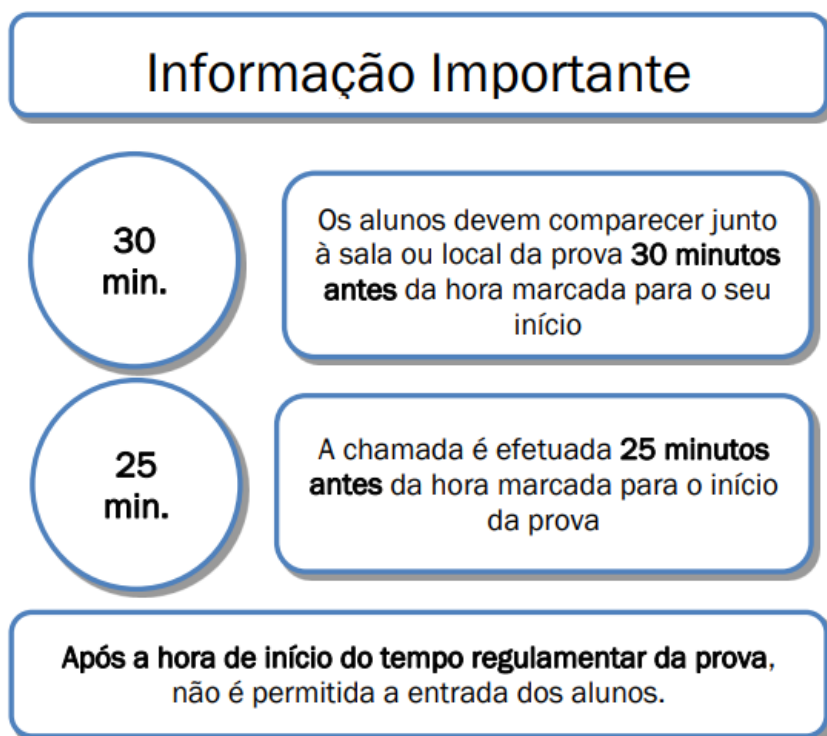 Informação Importante
30
min.
Os alunos devem comparecer junto
à sala ou local da prova 30 minutos
antes da hora marcada para o seu
início
25
min.
A chamada é efetuada 25 minutos
antes da hora marcada para o início
da prova
Após a hora de início do tempo regulamentar da prova,
não é permitida a entrada dos alunos.